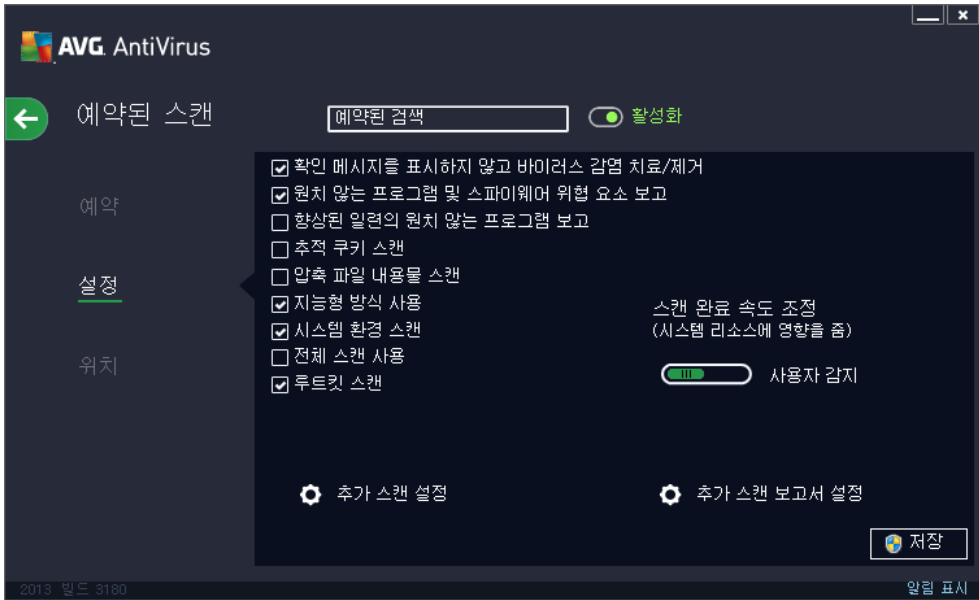 AVG. AntiVirus
예약된 스캔
예약된 검색
활성화
예약
설정
위치
확인 메시지를 표시하지 않고 바이러스 감염 치료/제거
원치 않는 프로그램 및 스파이웨어 위협 요소 보고
향상된 일련의 원치 않는 프로그램 보고
추적 쿠키 스캔
압축 파일 내용물 스캔
지능형 방식 사용
시스템 환경 스캔
전체 스캔 사용
루트킷 스캔
스캔 완료 속도 조정
(시스템 리소스에 영향을 줌)
사용자 감지
추가 스캔 설정
추가 스캔 보고서 설정
저장
2013 빌드 3180
알림 표시